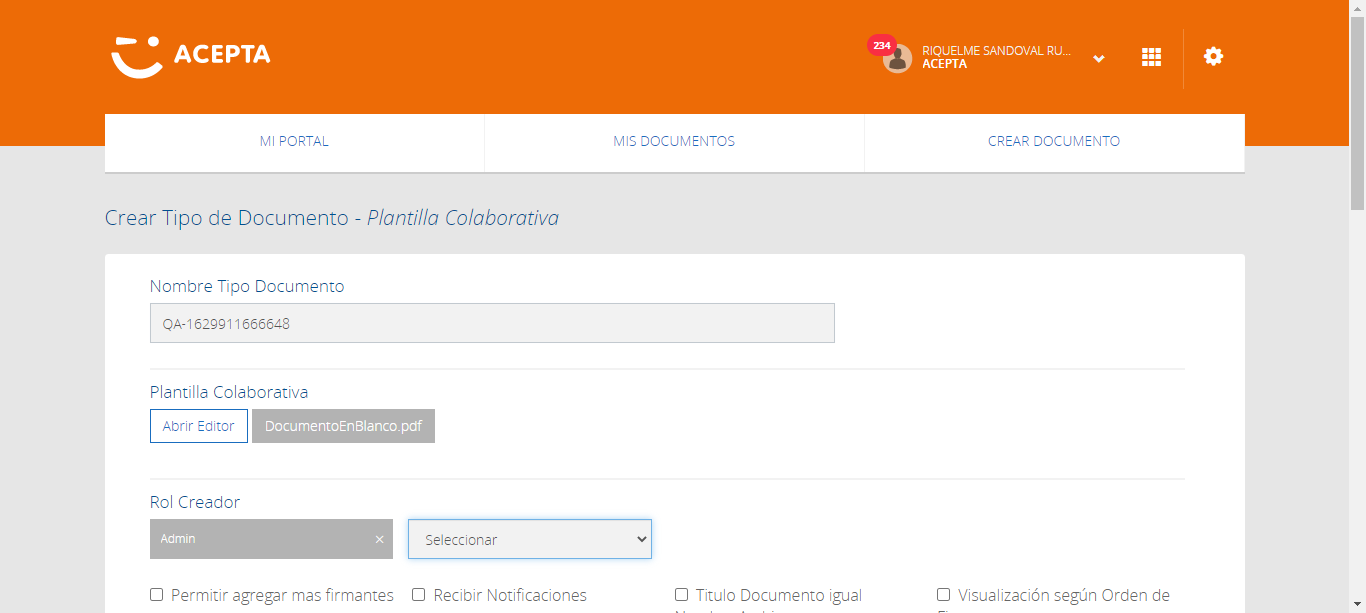 ACEPTA
234
RIQUELME SANDOVAL RU...
ACEPTA
MI PORTAL
MIS DOCUMENTOS
CREAR DOCUMENTO
Crear Tipo de Documento - Plantilla Colaborativa
Nombre Tipo Documento
QA-1629911666648
Plantilla Colaborativa
Abrir Editor
DocumentoEnBlanco.pdf
Rol Creador
Admin ×
Seleccionar
Permitir agregar mas firmantes
Recibir Notificaciones
Titulo Documento igual
Visualización según Orden de